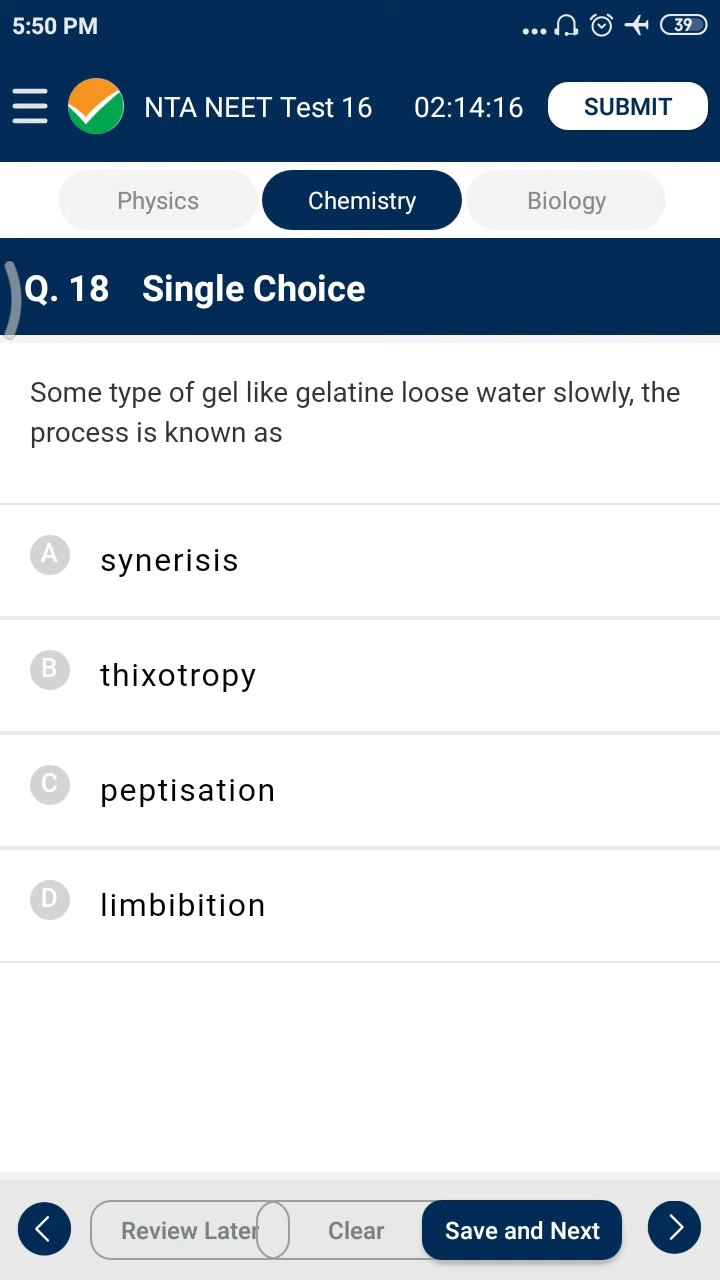 5:50 PM 39
NTA NEET Test 16 02:14:16 SUBMIT
Physics Chemistry Biology
Q. 18 Single Choice
Some type of gel like gelatine loose water slowly, the
process is known as
A synerisis
B thixotropy
C peptisation
D limbibition
Review Later Clear Save and Next